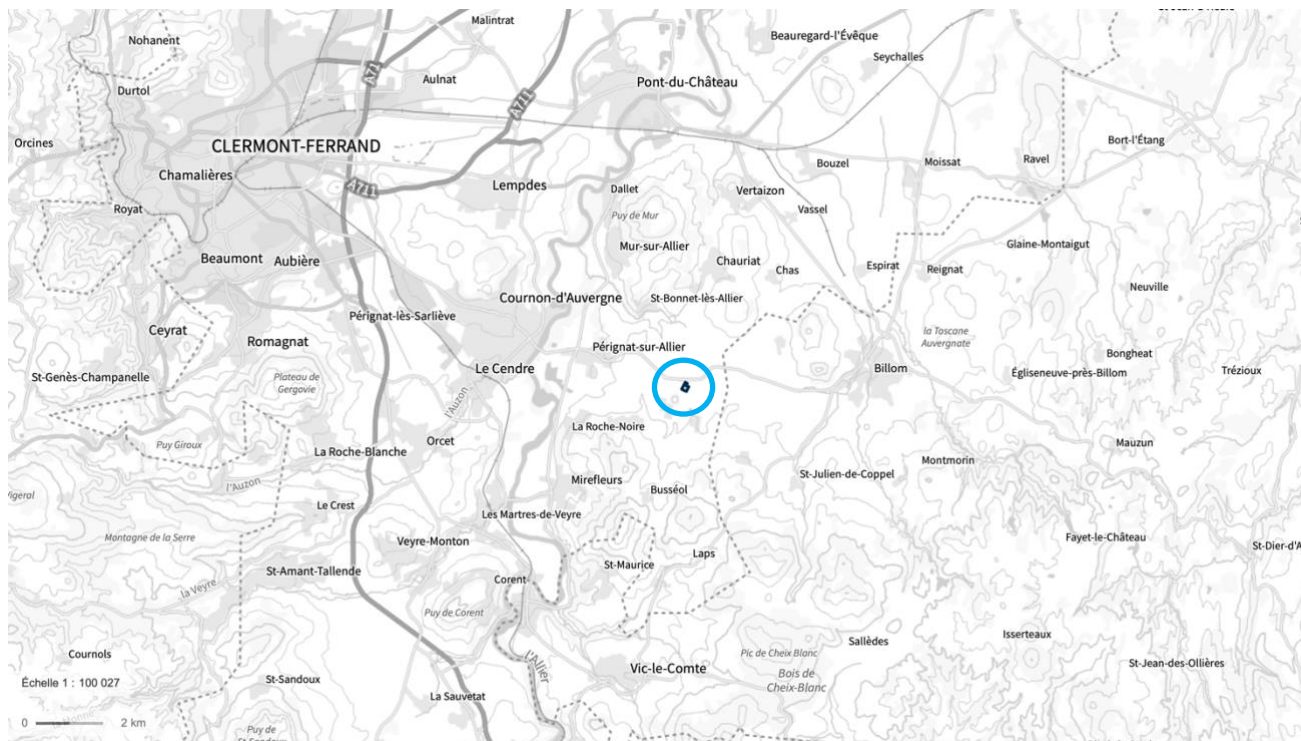 Malintrat
Nohanent
Beauregard-l'Évêque
Seychalles
Aulnat
A71
Durtol
Pont-du-Château
A711
Orcines
CLERMONT-FERRAND
Bort-l'Étang
Ravel
Bouzel
Moissat
Chamalières
A711
Lempdes
Dallet
Vertaizon
Royat
Vassel
Puy de Mur
Mur-sur-Allier
Glaine-Montaigut
Beaumont
Aubière
Chauriat
Chas
Espirat
Reignat
Neuville
Cournon-d'Auvergne
St-Bonnet-lès-Allier
Pérignat-lès-Sarliève
Ceyrat
Romagnat
la Toscane
Auvergnate
Pérignat-sur-Allier
Bongheat
St-Genès-Champanelle
Plateau de
Gergovie
Le Cendre
Billom
Égliseneuve-près-Billom
Trézioux
l'Auzon
La Roche-Noire
Puy Giroux
Orcet
Mauzun
La Roche-Blanche
Montmorin
l'Auzon
Mirefleurs
St-Julien-de-Coppel
Busséol
Le Crest
Les Martres-de-Veyre
Montagne de la Serre
Veyre-Monton
Fayet-le-Château
St-Dier-d'A
Laps
St-Maurice
St-Amant-Tallende
Corent
la Veyre
Puy de Corent
Isserteaux
Sallèdes
Cournols
Pic de Cheix Blanc
l'Allier
Vic-le-Comte
St-Jean-des-Ollières
Bois de
Cheix-Blanc
St-Sandoux
Échelle 1 : 100 027
La Sauvetat
0 2 km
Puy de